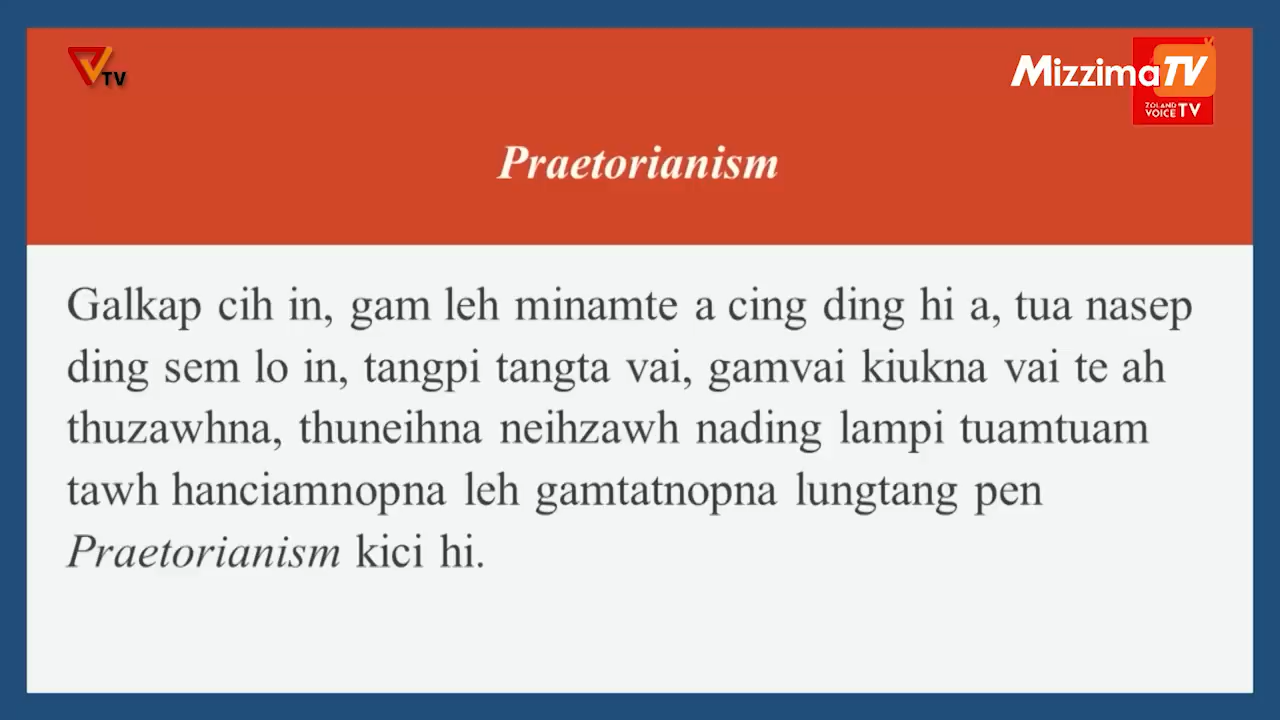 TV
Mizzima TV
ZOLAND
VOICE TV
Praetorianism
Galkap cih in, gam leh minamte a cing ding hi a, tua nasep
ding sem lo in, tangpi tangta vai, gamvai kiukna vai te ah
thuzawhna, thuneihna neihzawh nading lampi tuamtuam
tawh hanciamnopna leh gamtatnopna lungtang pen
Praetorianism kici hi.